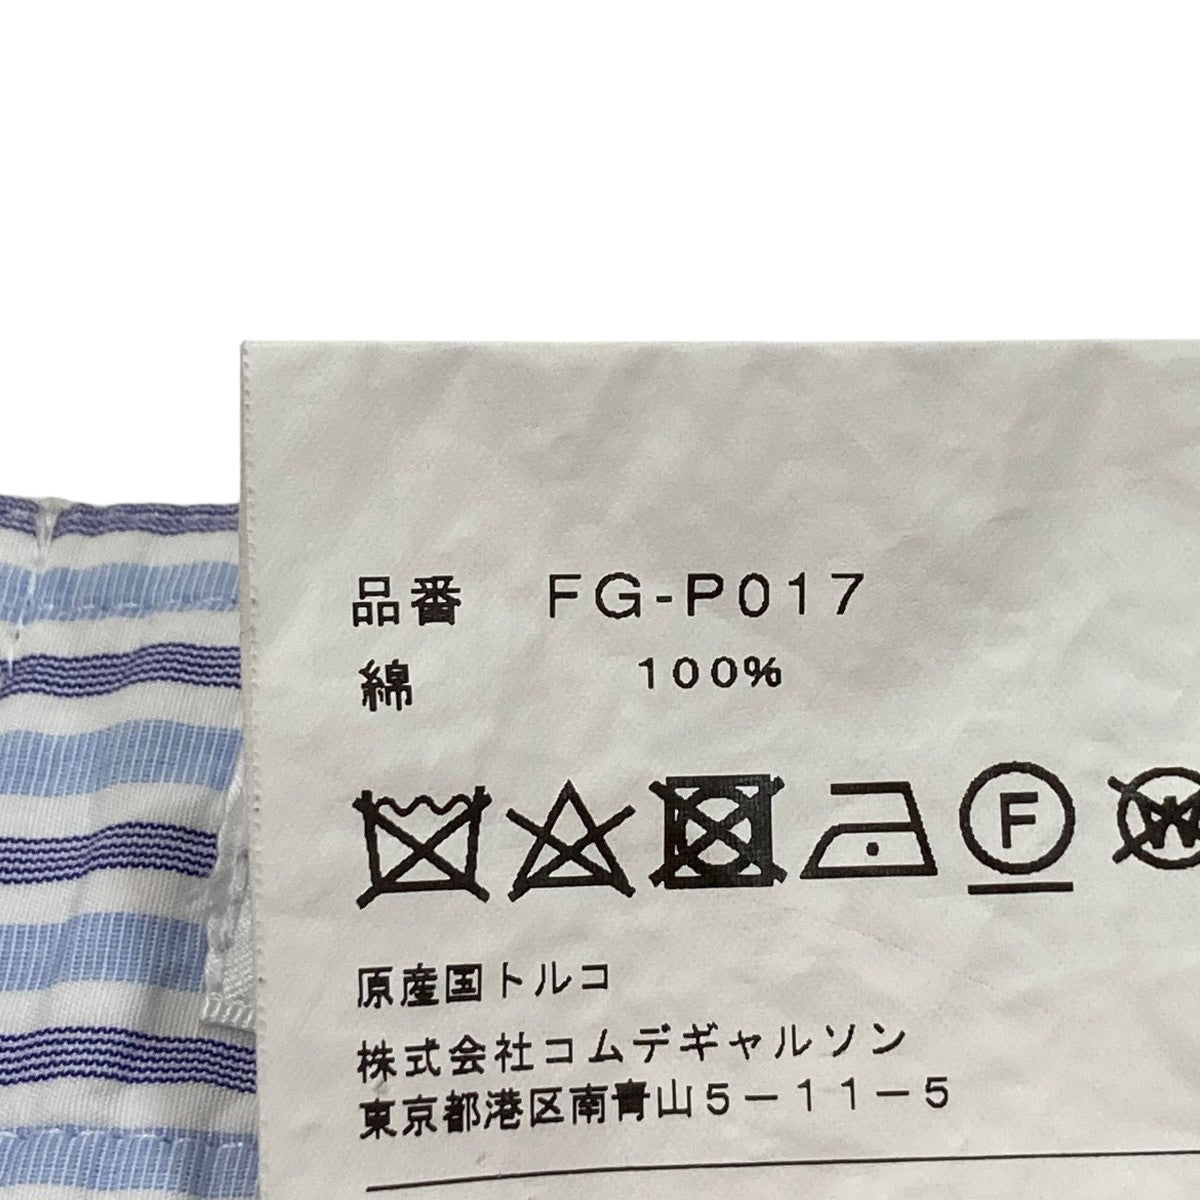 品番 FG-P017
綿 100%
F W
原産国トルコ
株式会社コムデギャルソン
東京都港区南青山5-11-5